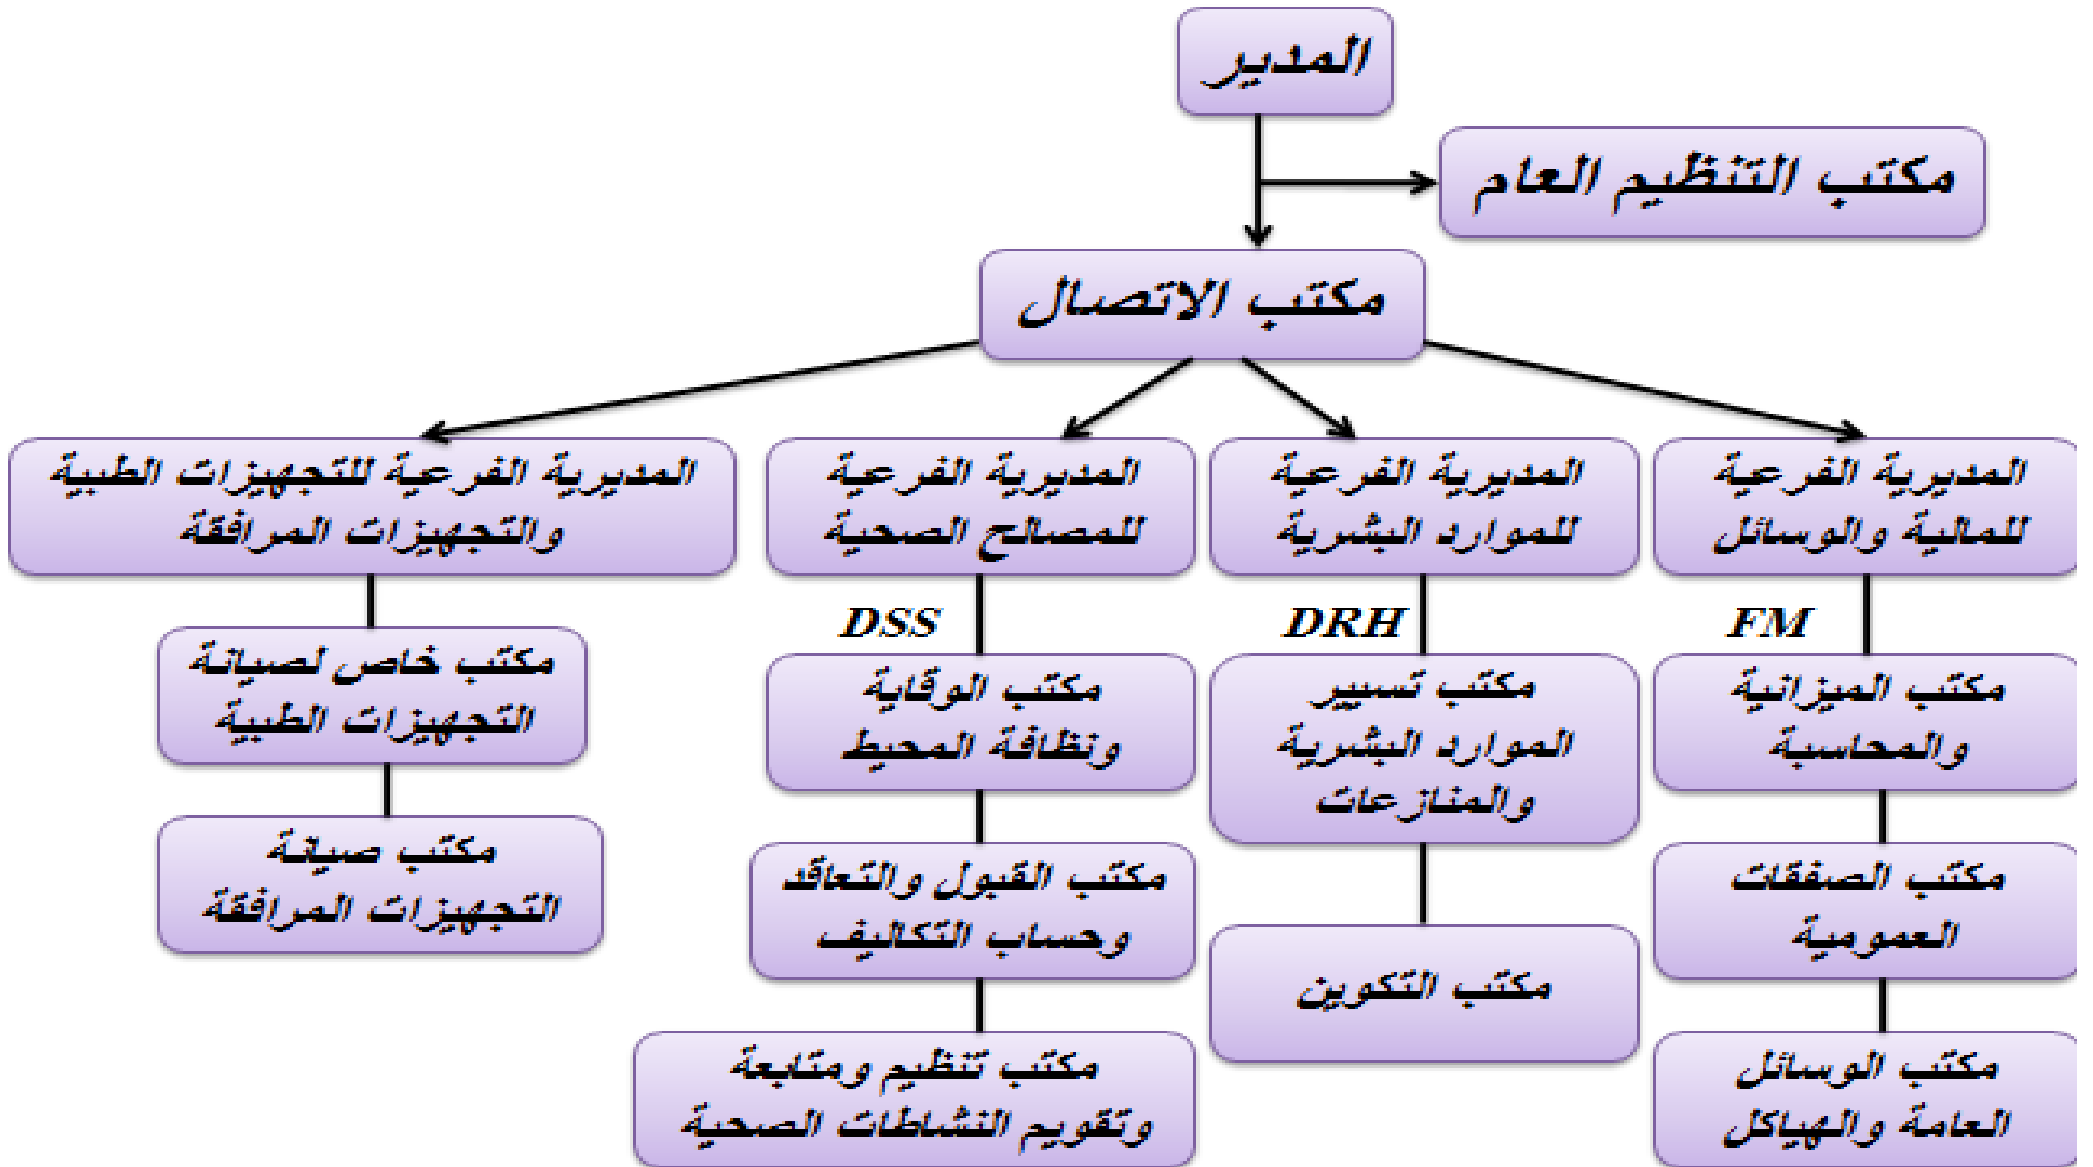 المدير
مكتب التنظيم العام
مكتب الاتصال
المديرية الفرعية
للمالية والوسائل
FM
مكتب الميزانية
والمحاسبة
مكتب الصفقات
العمومية
مكتب الوسائل
العامة والهياكل
المديرية الفرعية
للموارد البشرية
DRH
مكتب تسيير
الموارد البشرية
والمنازعات
مكتب التكوين
المديرية الفرعية
للمصالح الصحية
DSS
مكتب الوقاية
ونظافة المحيط
مكتب القبول والتعاقد
وحساب التكاليف
مكتب تنظيم ومتابعة
وتقويم النشاطات الصحية
المديرية الفرعية للتجهيزات الطبية
والتجهيزات المرافقة
مكتب خاص لصيانة
التجهيزات الطبية
مكتب صيانة
التجهيزات المرافقة